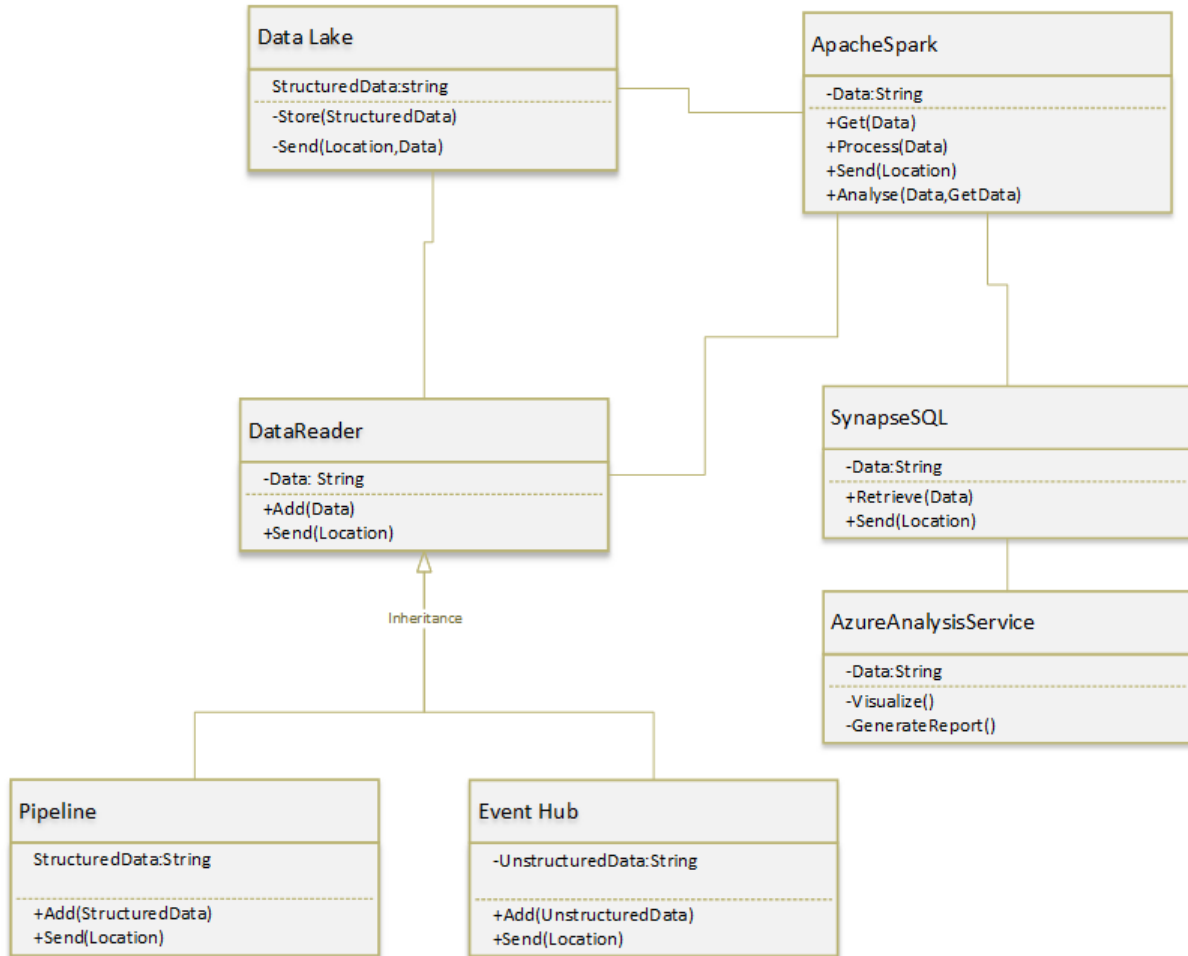 Data Lake
StructuredData:string
-Store(StructuredData)
-Send(Location,Data)
ApacheSpark
-Data:String
+Get(Data)
+Process(Data)
+Send(Location)
+Analyse(Data,GetData)
DataReader
-Data: String
+Add(Data)
+Send(Location)
SynapseSQL
-Data:String
+Retrieve(Data)
+Send(Location)
Inheritance
AzureAnalysisService
-Data:String
-Visualize()
-GenerateReport()
Pipeline
StructuredData:String
+Add(StructuredData)
+Send(Location)
Event Hub
-UnstructuredData:String
+Add(UnstructuredData)
+Send(Location)